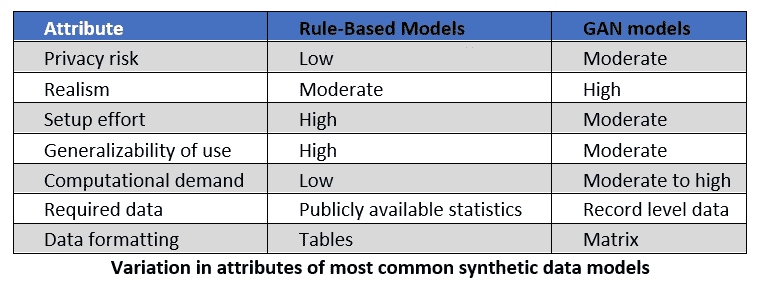 Attribute Rule-Based Models GAN models
Privacy risk Low Moderate
Realism Moderate High
Setup effort High Moderate
Generalizability of use High Moderate
Computational demand Low Moderate to high
Required data Publicly available statistics Record level data
Data formatting Tables Matrix
Variation in attributes of most common synthetic data models